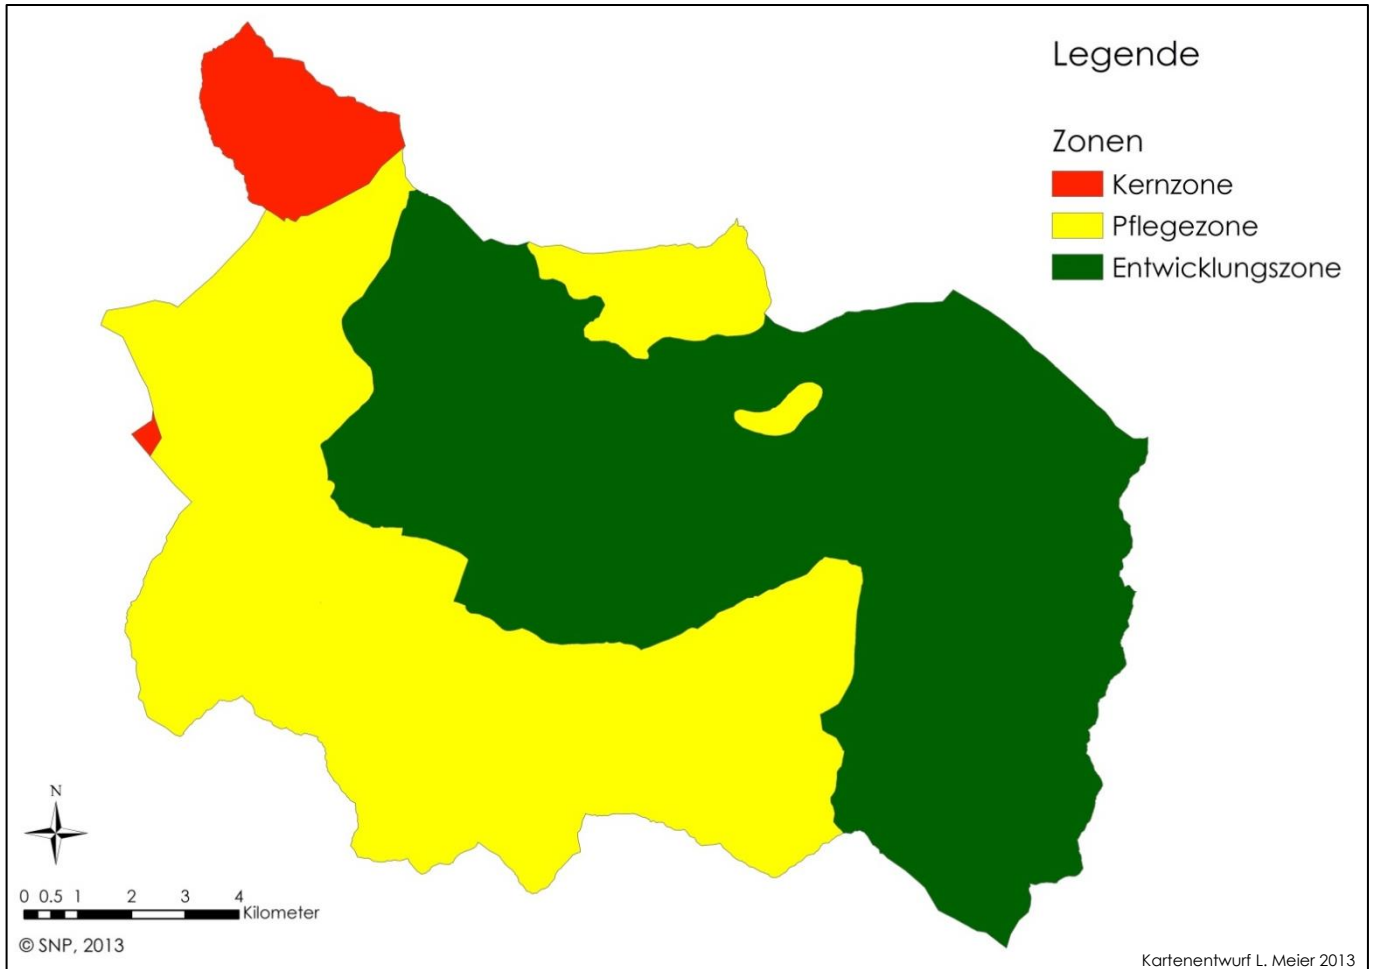 Legende
Zonen
Kernzone
Pflegezone
Entwicklungszone
N
0 0.5 1 2 3 4
Kilometer
© SNP, 2013
Kartenentwurf L. Meier 2013